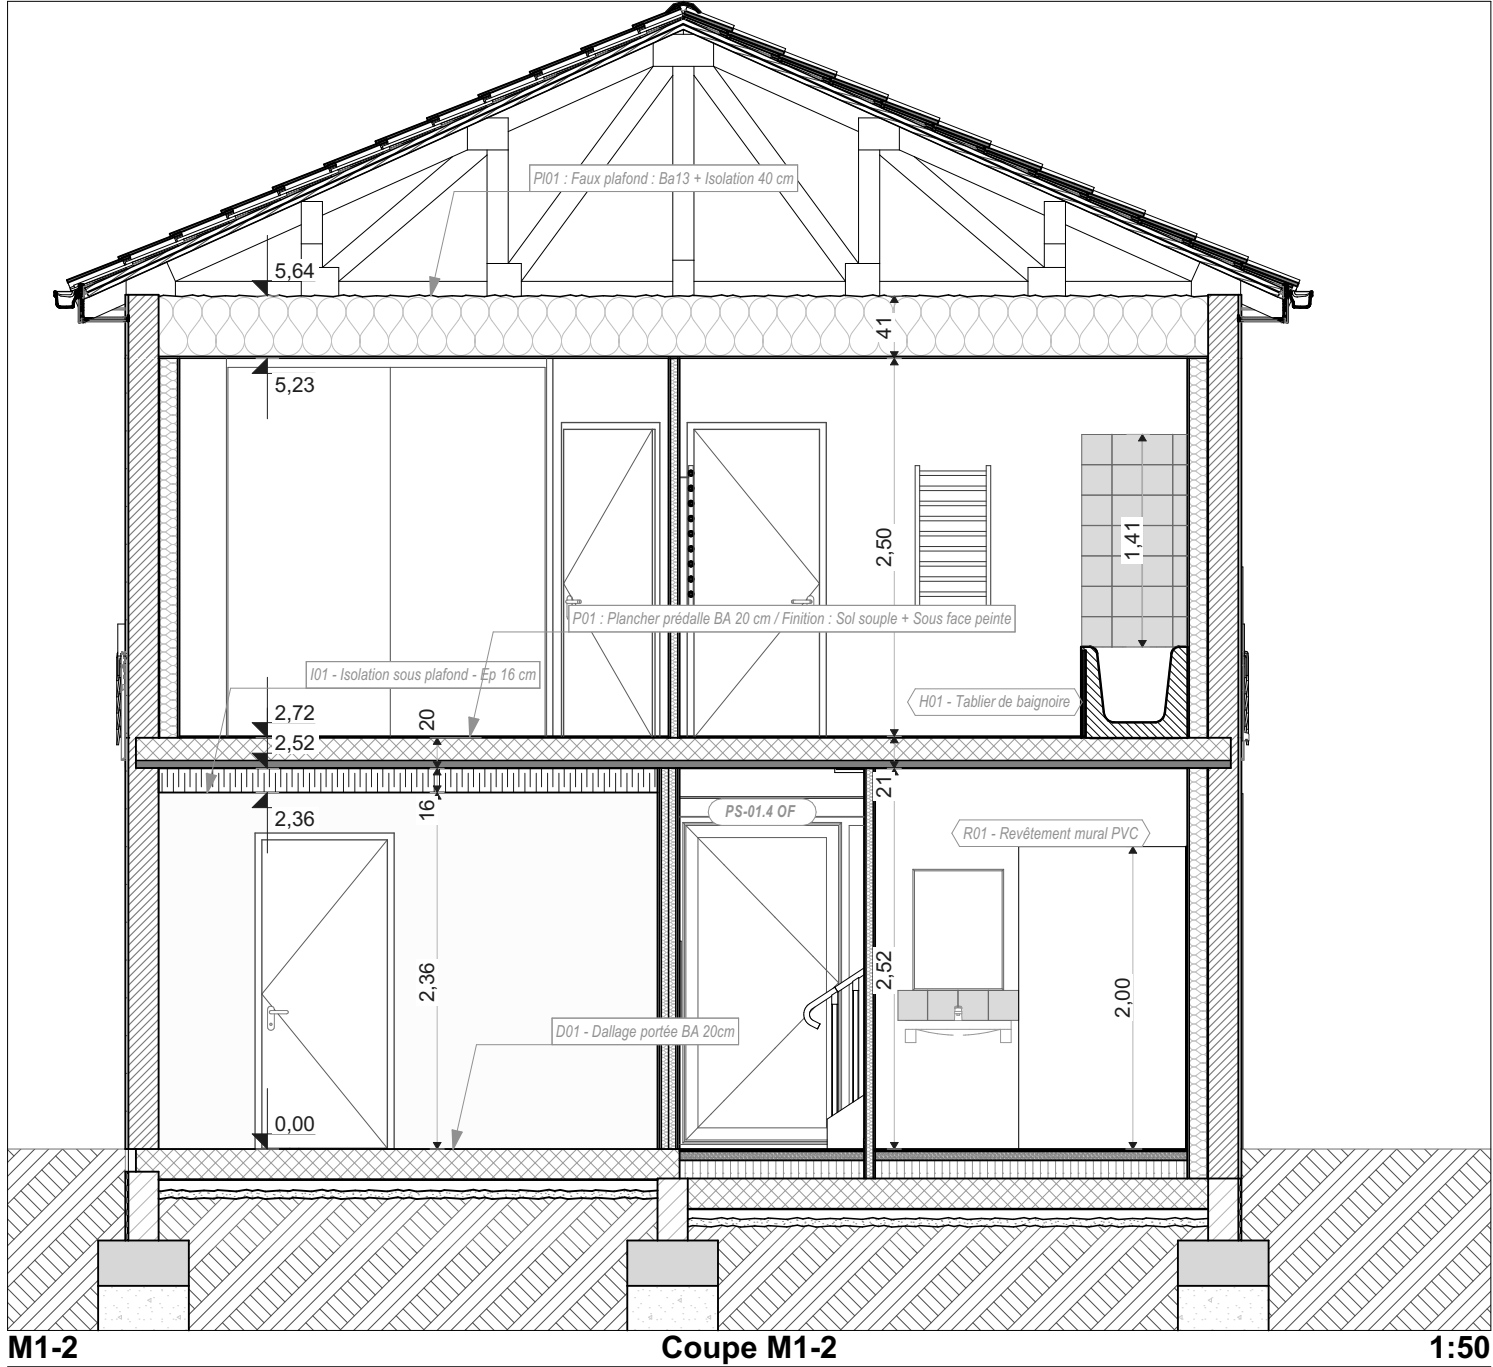 PI01 : Faux plafond : Ba13 + Isolation 40 cm
5,64
41
5,23
2,50
1,41
P01 : Plancher prédalle BA 20 cm / Finition : Sol souple + Sous face peinte
I01 - Isolation sous plafond - Ep 16 cm
H01 - Tablier de baignoire
2,72
20
2,52
21
16
2,36
PS-01.4 OF
R01 - Revêtement mural PVC
2,36
2,52
2,00
D01 - Dallage portée BA 20cm
0,00
M1-2
Coupe M1-2
1:50